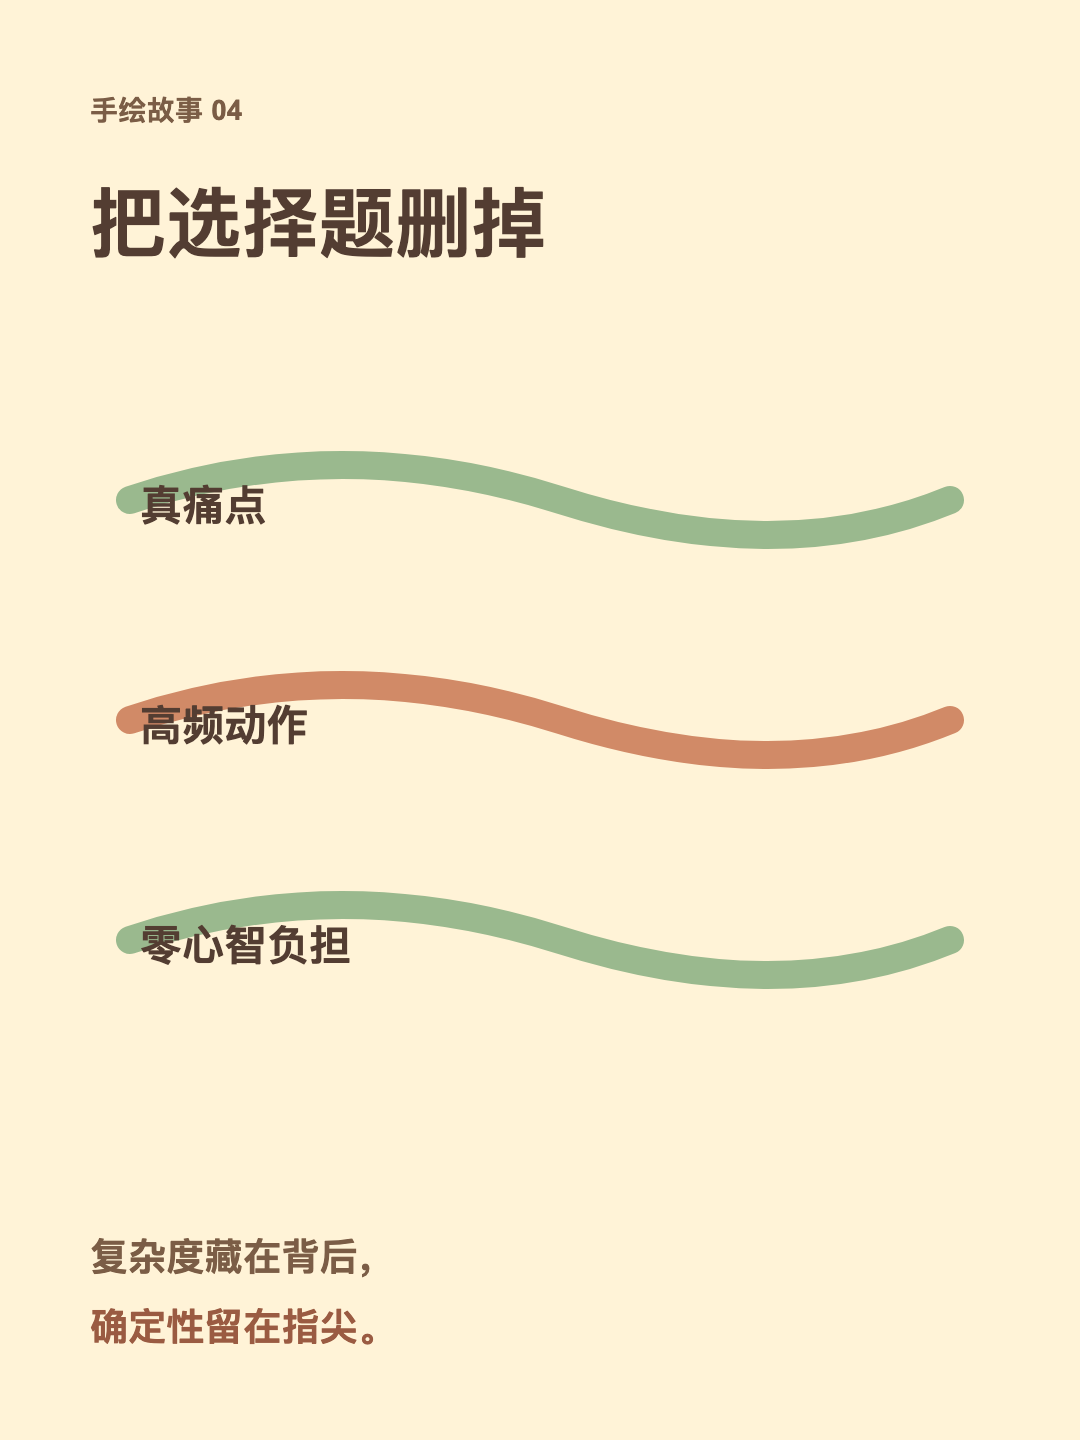 手绘故事 04
把选择题删掉
真痛点
高频动作
零心智负担
复杂度藏在背后，
确定性留在指尖。